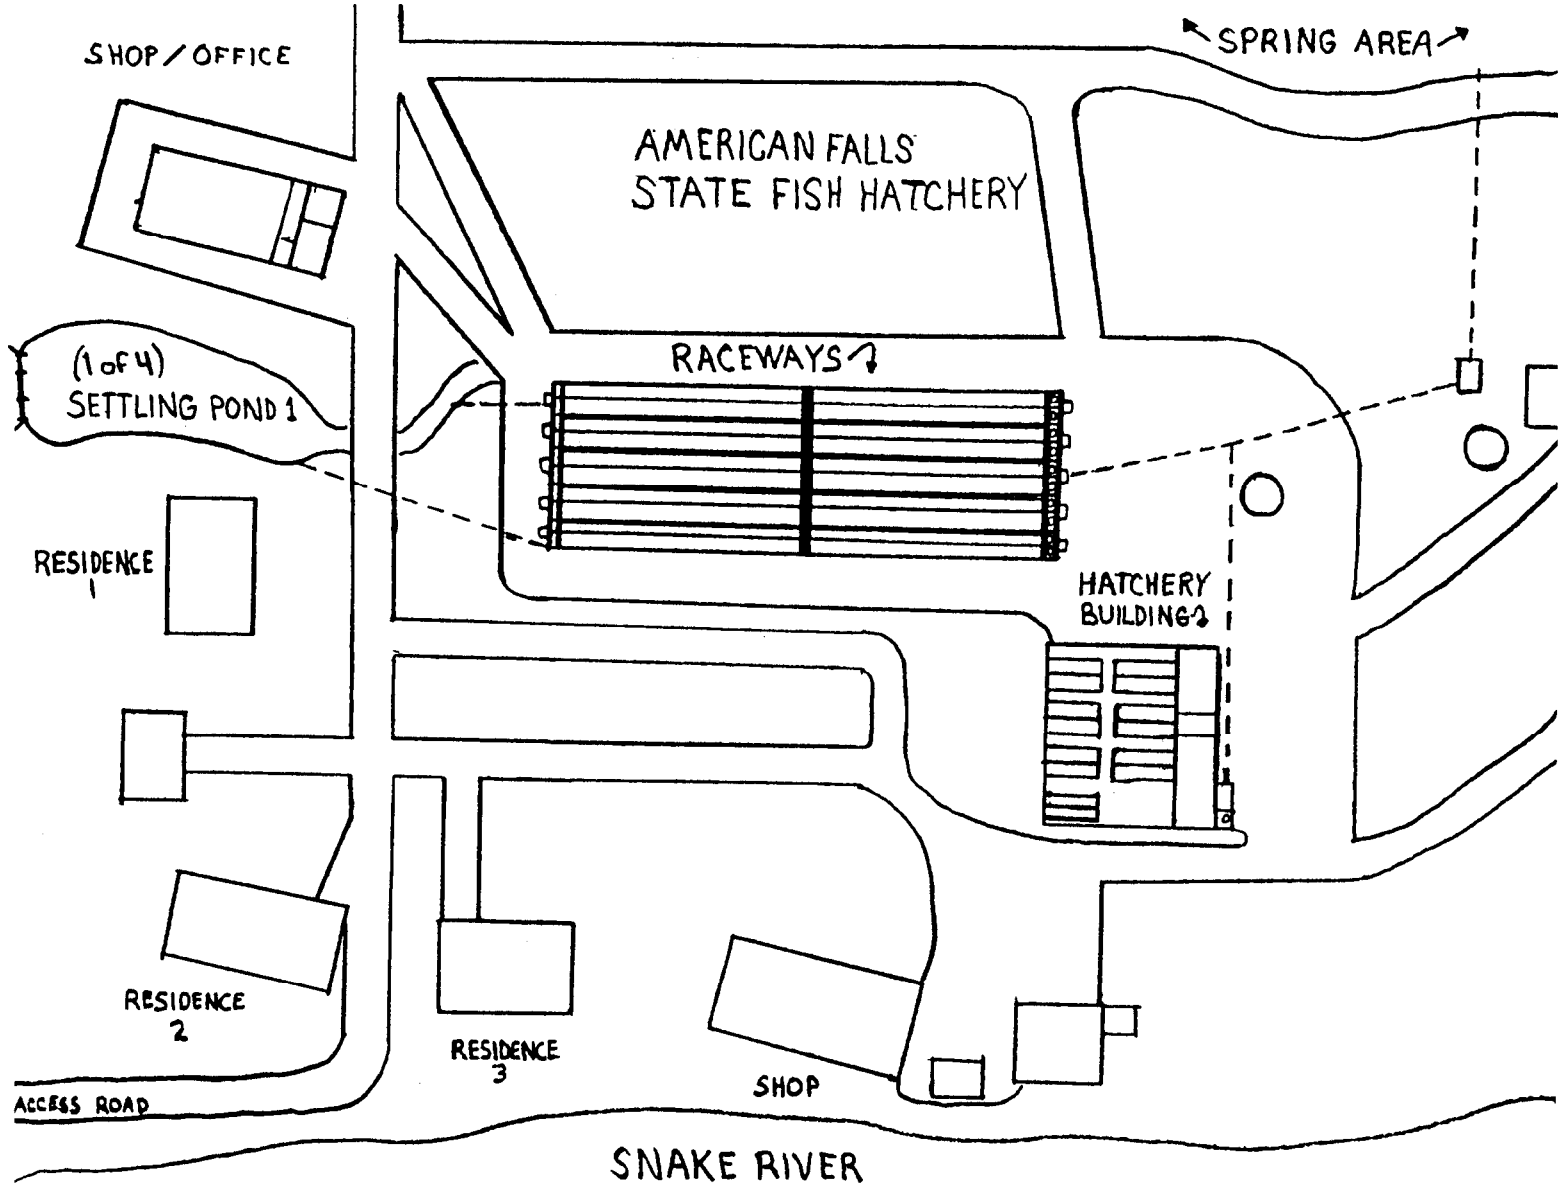 SPRING AREA
SHOP/OFFICE
AMERICAN FALLS
STATE FISH HATCHERY
RACEWAYS
(1 of 4)
SETTLING POND 1
RESIDENCE
1
HATCHERY
BUILDING
RESIDENCE
2
RESIDENCE
3
SHOP
ACCESS ROAD
SNAKE RIVER